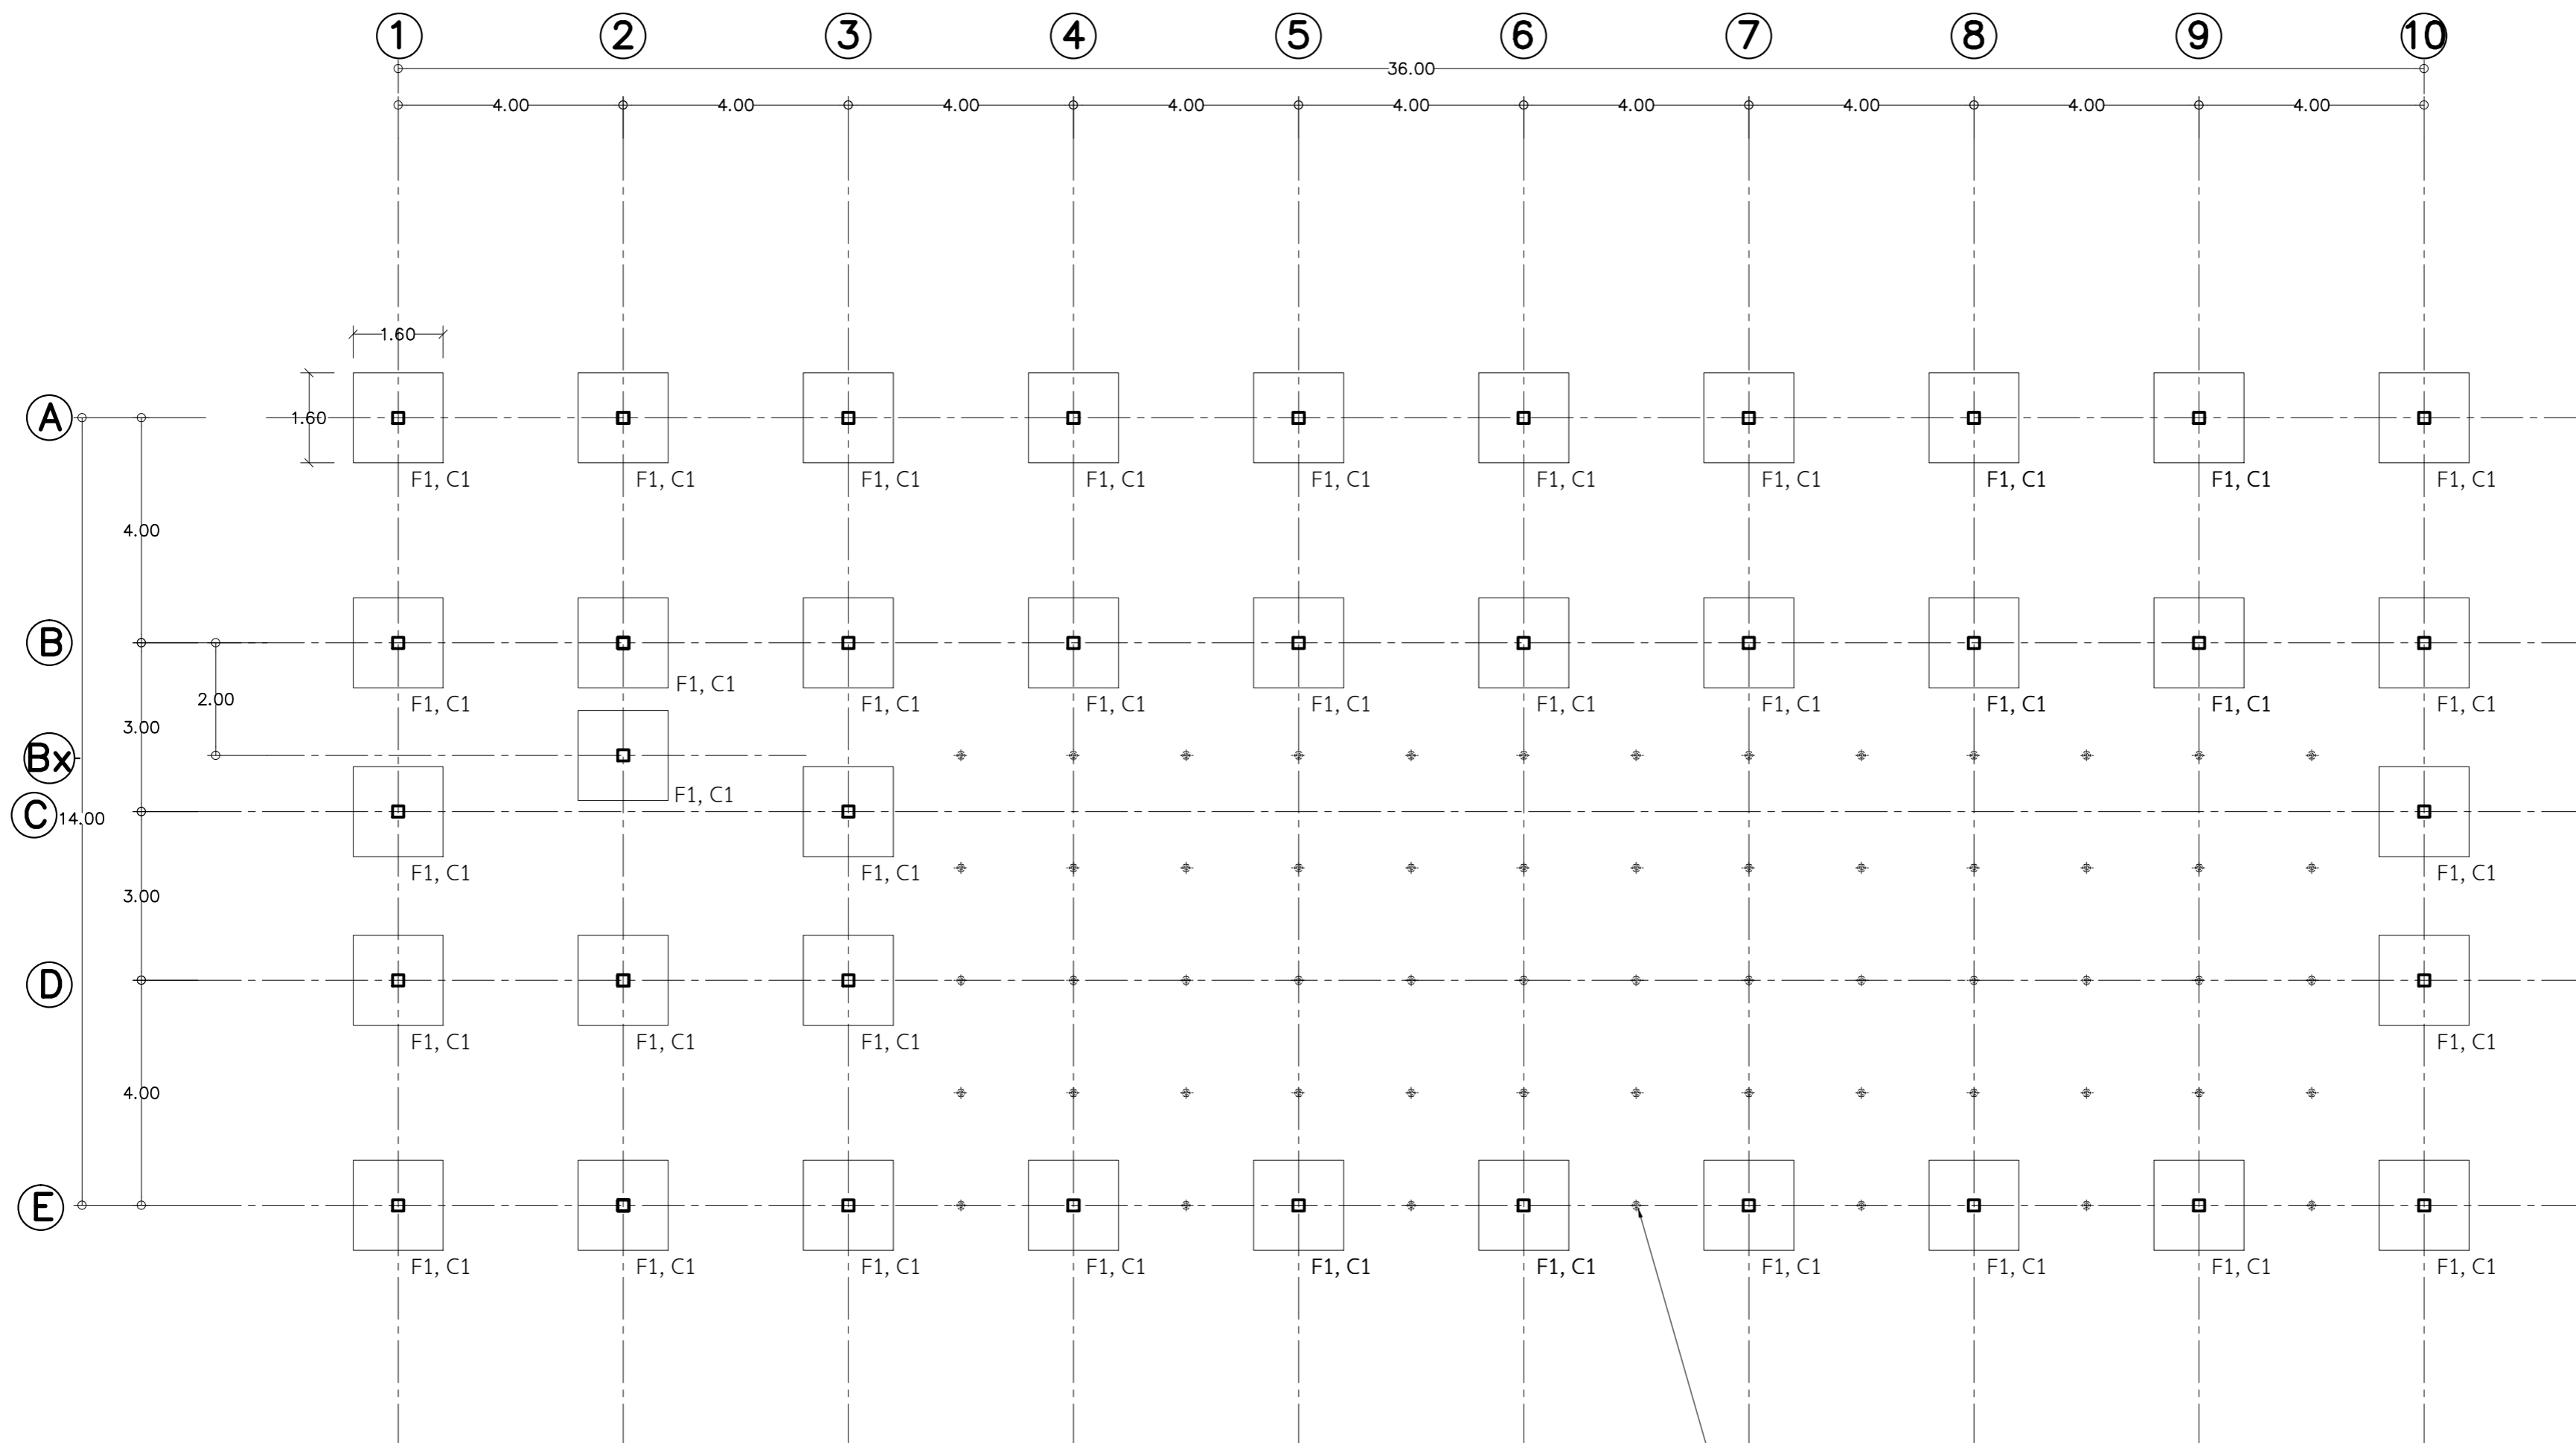 1 2 3 4 5 6 7 8 9 10
36.00
4.00 4.00 4.00 4.00 4.00 4.00 4.00 4.00 4.00
1.60
A 1.60
F1, C1 F1, C1 F1, C1 F1, C1 F1, C1 F1, C1 F1, C1 F1, C1 F1, C1 F1, C1
4.00
B
F1, C1
2.00
F1, C1 F1, C1 F1, C1 F1, C1 F1, C1 F1, C1 F1, C1 F1, C1 F1, C1
3.00
Bx
F1, C1
C 14.00
F1, C1 F1, C1 F1, C1
3.00
D
F1, C1 F1, C1 F1, C1 F1, C1
4.00
E
F1, C1 F1, C1 F1, C1 F1, C1 F1, C1 F1, C1 F1, C1 F1, C1 F1, C1 F1, C1